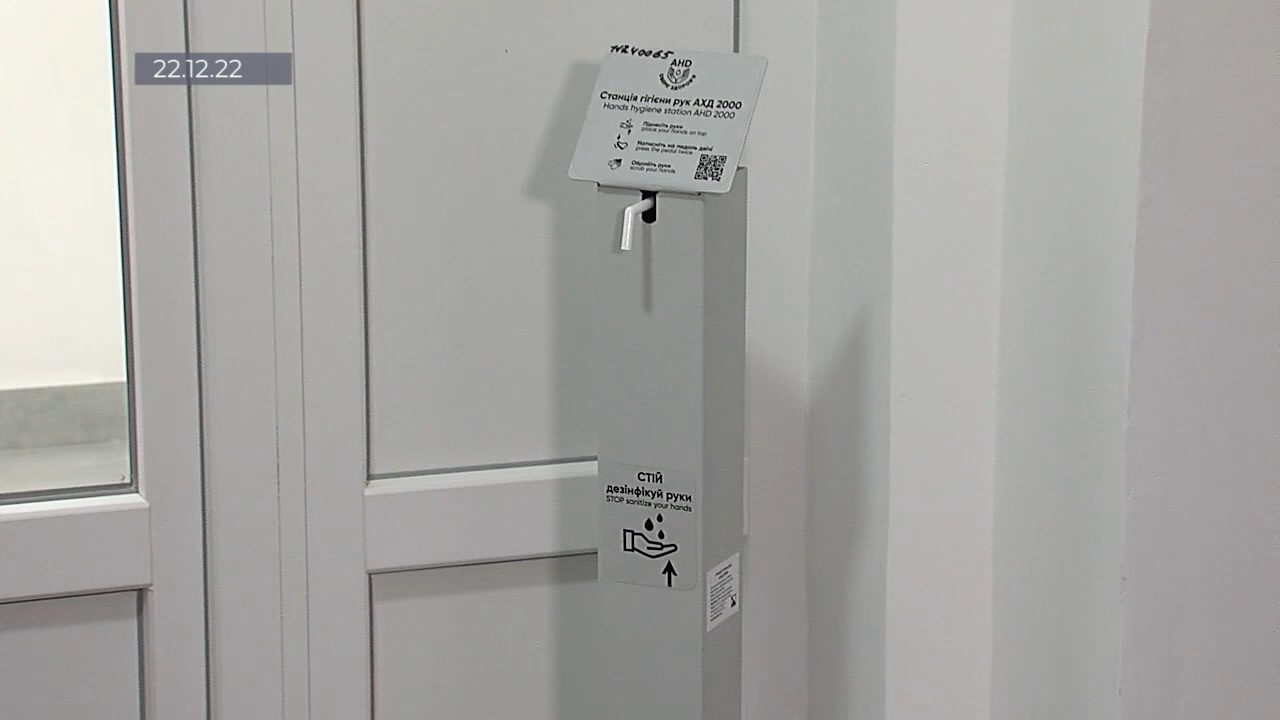 22.12.22
AHD
Станція гігієни рук АХД 2000
Hands hygiene station AHD 2000
Піднесіть руки
place your hands on top
Натисніть на педаль двічі
press the pedal twice
Обробіть руки
scrub your hands
СТІЙ
дезінфікуй руки
STOP sanitize your hands